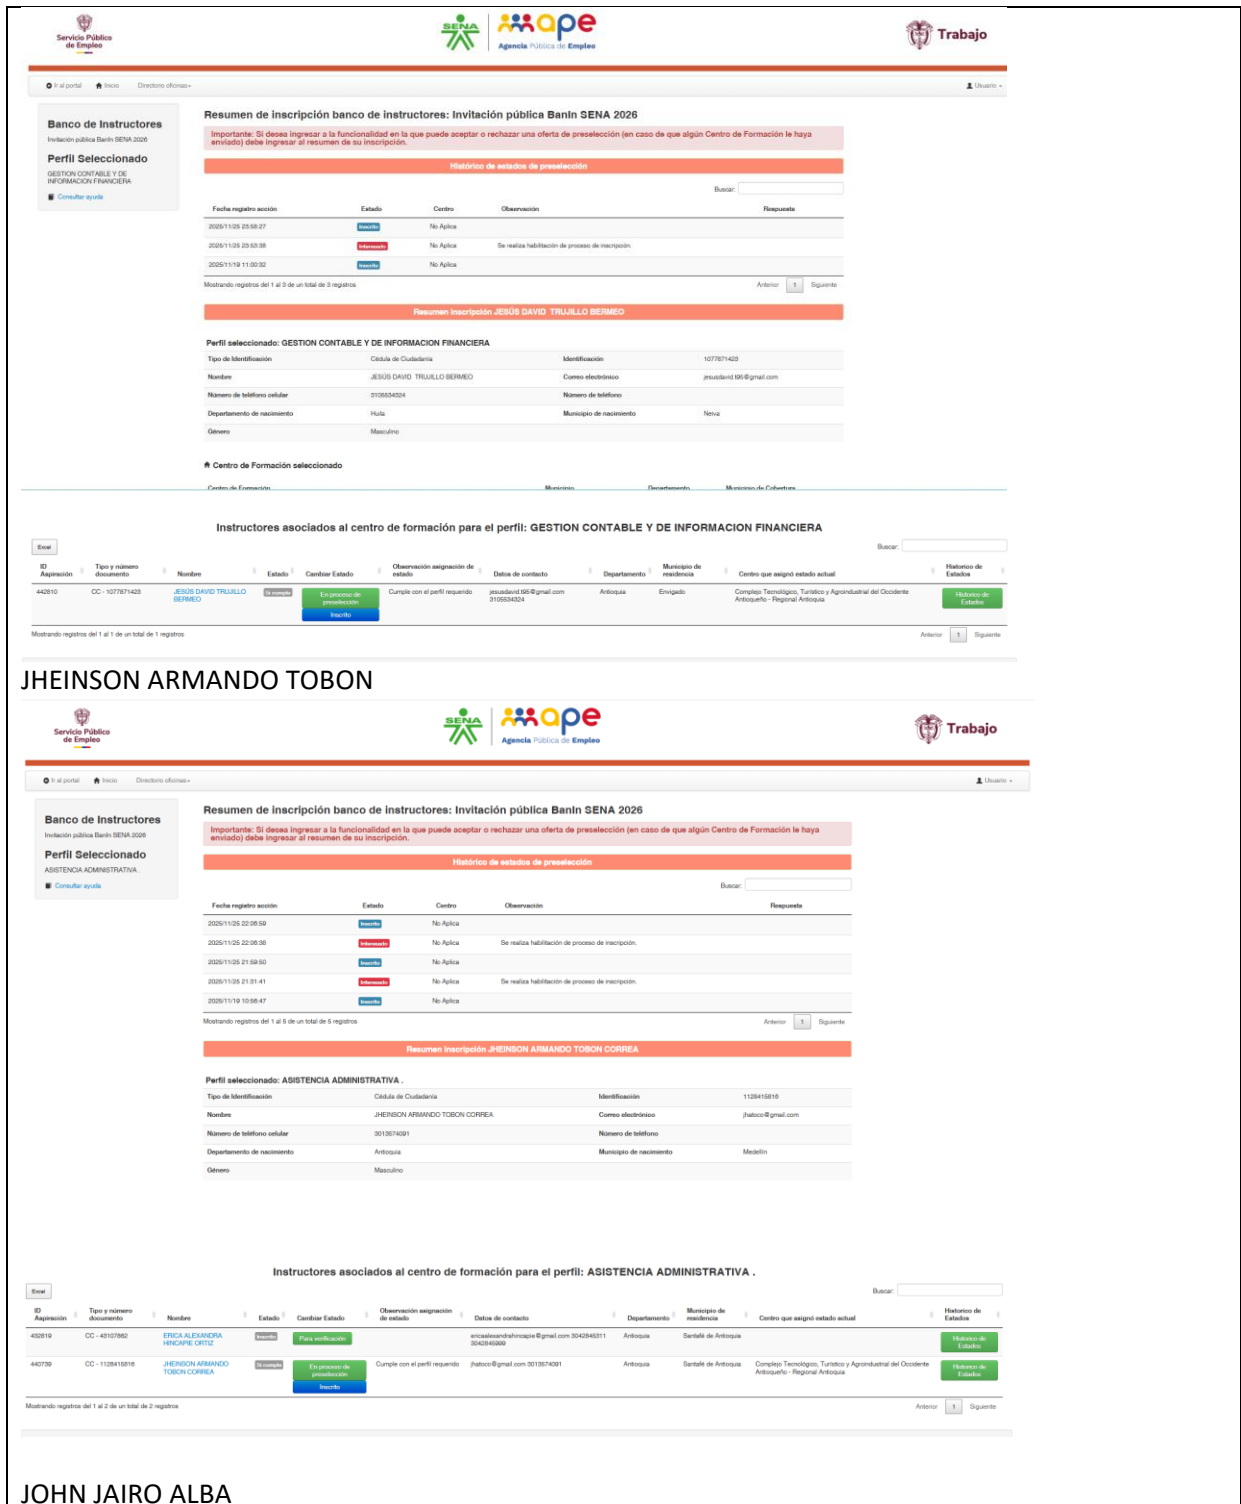 Servicio Público
de Empleo
SENA
ape
Agencia Pública de Empleo
Trabajo
Ir al portal Inicio Directorio oficinas
Usuario
Banco de Instructores
Invitación pública BanIn SENA 2026
Perfil Seleccionado
GESTION CONTABLE Y DE
INFORMACION FINANCIERA
Consultar ayuda
Resumen de inscripción banco de instructores: Invitación pública BanIn SENA 2026
Importante: Si desea ingresar a la funcionalidad en la que puede aceptar o rechazar una oferta de preselección (en caso de que algún Centro de Formación le haya
enviado) debe ingresar al resumen de su inscripción.
Histórico de estados de preselección
Buscar:
Fecha registro acción Estado Centro Observación Respuesta
2025/11/25 23:58:27 Inscrito No Aplica
2025/11/25 23:53:38 Interesado No Aplica Se realiza habilitación de proceso de inscripción.
2025/11/19 11:00:32 Inscrito No Aplica
Mostrando registros del 1 al 3 de un total de 3 registros Anterior 1 Siguiente
Resumen inscripción JESÚS DAVID TRUJILLO BERMEO
Perfil seleccionado: GESTION CONTABLE Y DE INFORMACION FINANCIERA
Tipo de Identificación Cédula de Ciudadanía Identificación 1077871423
Nombre JESÚS DAVID TRUJILLO BERMEO Correo electrónico jesusdavid.t95@gmail.com
Número de teléfono celular 3105534324 Número de teléfono
Departamento de nacimiento Huila Municipio de nacimiento Neiva
Género Masculino
Centro de Formación seleccionado
Centro de Formación Municipio Departamento Municipio de Cobertura
Instructores asociados al centro de formación para el perfil: GESTION CONTABLE Y DE INFORMACION FINANCIERA
Excel Buscar:
ID
Aspiración Tipo y número
documento Nombre Estado Cambiar Estado Observación asignación de
estado Datos de contacto Departamento Municipio de
residencia Centro que asignó estado actual Historico de
Estados
442810 CC - 1077871423 JESÚS DAVID TRUJILLO
BERMEO Si cumple En proceso de
preselección
Inscrito Cumple con el perfil requerido jesusdavid.t95@gmail.com
3105534324 Antioquia Envigado Complejo Tecnológico, Turístico y Agroindustrial del Occidente
Antioqueño - Regional Antioquia Historico de
Estados
Mostrando registros del 1 al 1 de un total de 1 registros Anterior 1 Siguiente
JHEINSON ARMANDO TOBON
Servicio Público
de Empleo
SENA
ape
Agencia Pública de Empleo
Trabajo
Ir al portal Inicio Directorio oficinas
Usuario
Banco de Instructores
Invitación pública BanIn SENA 2026
Perfil Seleccionado
ASISTENCIA ADMINISTRATIVA .
Consultar ayuda
Resumen de inscripción banco de instructores: Invitación pública BanIn SENA 2026
Importante: Si desea ingresar a la funcionalidad en la que puede aceptar o rechazar una oferta de preselección (en caso de que algún Centro de Formación le haya
enviado) debe ingresar al resumen de su inscripción.
Histórico de estados de preselección
Buscar:
Fecha registro acción Estado Centro Observación Respuesta
2025/11/25 22:06:59 Inscrito No Aplica
2025/11/25 22:06:38 Interesado No Aplica Se realiza habilitación de proceso de inscripción.
2025/11/25 21:59:50 Inscrito No Aplica
2025/11/25 21:31:41 Interesado No Aplica Se realiza habilitación de proceso de inscripción.
2025/11/19 10:56:47 Inscrito No Aplica
Mostrando registros del 1 al 5 de un total de 5 registros Anterior 1 Siguiente
Resumen inscripción JHEINSON ARMANDO TOBON CORREA
Perfil seleccionado: ASISTENCIA ADMINISTRATIVA .
Tipo de Identificación Cédula de Ciudadanía Identificación 1128415816
Nombre JHEINSON ARMANDO TOBON CORREA Correo electrónico jhatoco@gmail.com
Número de teléfono celular 3013574091 Número de teléfono
Departamento de nacimiento Antioquia Municipio de nacimiento Medellín
Género Masculino
Instructores asociados al centro de formación para el perfil: ASISTENCIA ADMINISTRATIVA .
Excel Buscar:
ID
Aspiración Tipo y número
documento Nombre Estado Cambiar Estado Observación asignación
de estado Datos de contacto Departamento Municipio de
residencia Centro que asignó estado actual Historico de
Estados
432819 CC - 43107862 ERICA ALEXANDRA
HINCAPIE ORTIZ Inscrito Para verificación ericaalexandrahincapie@gmail.com 3042845311
3042845999 Antioquia Santafé de Antioquia Historico de
Estados
440739 CC - 1128415816 JHEINSON ARMANDO
TOBON CORREA Si cumple En proceso de
preselección
Inscrito Cumple con el perfil requerido jhatoco@gmail.com 3013574091 Antioquia Santafé de Antioquia Complejo Tecnológico, Turístico y Agroindustrial del Occidente
Antioqueño - Regional Antioquia Historico de
Estados
Mostrando registros del 1 al 2 de un total de 2 registros Anterior 1 Siguiente
JOHN JAIRO ALBA